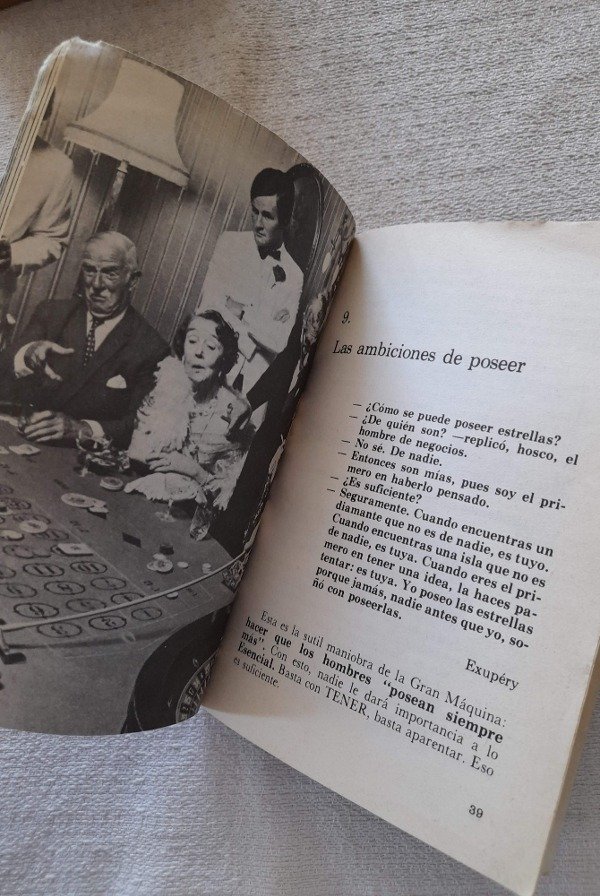 9.
Las ambiciones de poseer
— ¿Cómo se puede poseer estrellas?
— ¿De quién son? —replicó, hosco, el
hombre de negocios.
— No sé. De nadie.
— Entonces son mías, pues soy el pri-
mero en haberlo pensado.
— ¿Es suficiente?
— Seguramente. Cuando encuentras un
diamante que no es de nadie, es tuyo.
Cuando encuentras una isla que no es
de nadie, es tuya. Cuando eres el pri-
mero en tener una idea, la haces pa-
tentar: es tuya. Yo poseo las estrellas
porque jamás, nadie antes que yo, so-
ñó con poseerlas.
Exupéry
Esa es la sutil maniobra de la Gran Máquina:
hacer que los hombres "posean siempre
más". Con esto, nadie le dará importancia a lo
Esencial. Basta con TENER, basta aparentar. Eso
es suficiente.
39